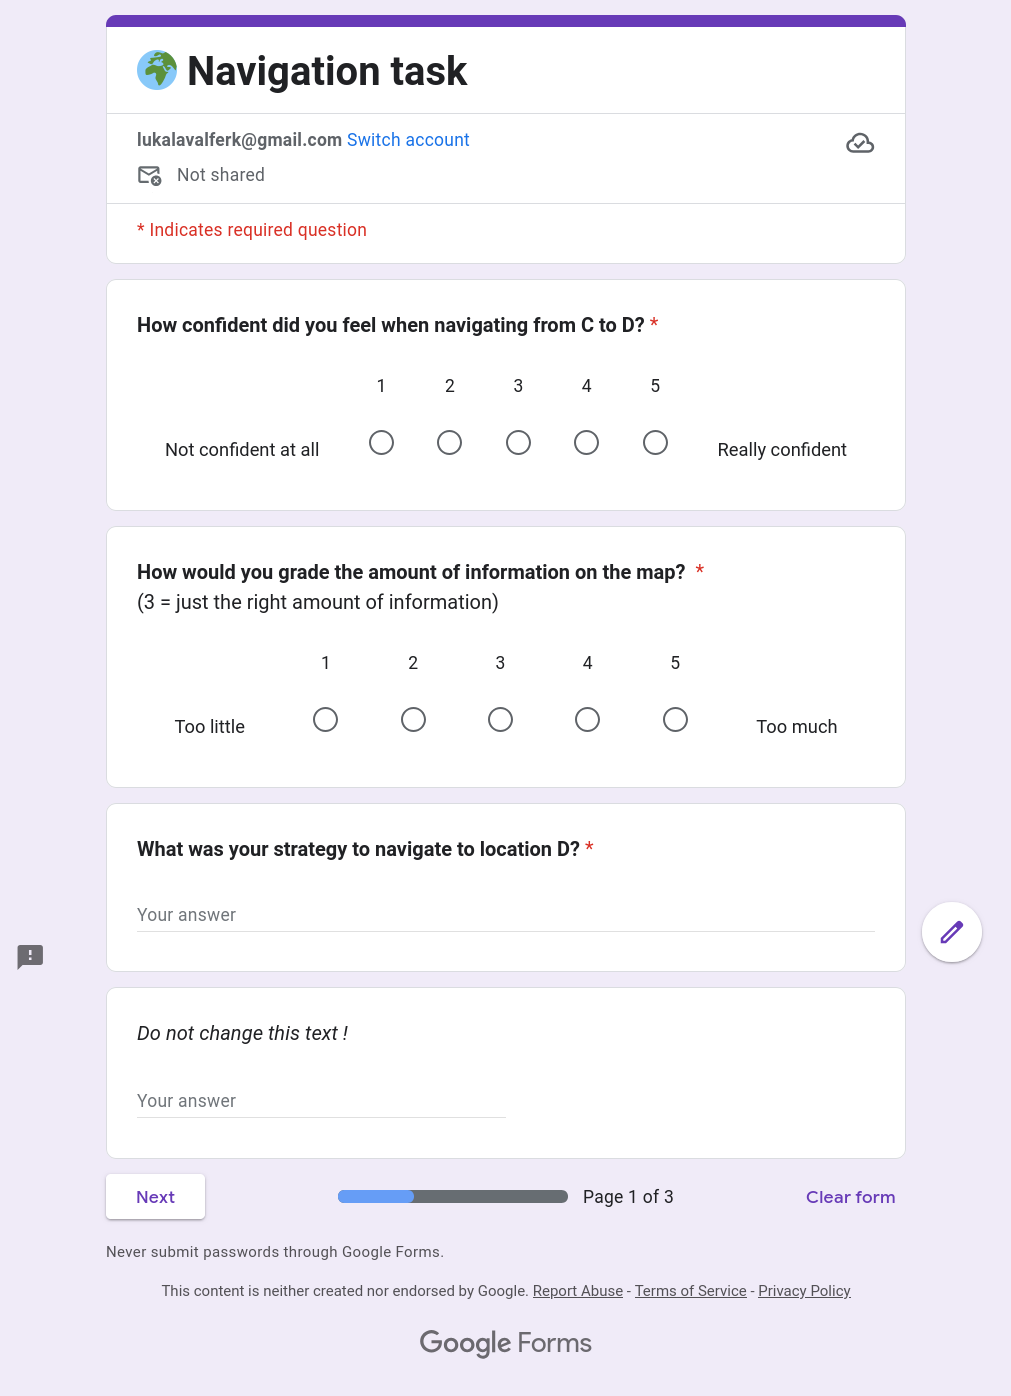 Navigation task
lukalavalferk@gmail.com Switch account
Not shared
* Indicates required question
How confident did you feel when navigating from C to D? *
1 2 3 4 5
Not confident at all Really confident
How would you grade the amount of information on the map? *
(3 = just the right amount of information)
1 2 3 4 5
Too little Too much
What was your strategy to navigate to location D? *
Your answer
Do not change this text !
Your answer
Next Page 1 of 3 Clear form
Never submit passwords through Google Forms.
This content is neither created nor endorsed by Google. Report Abuse - Terms of Service - Privacy Policy
Google Forms